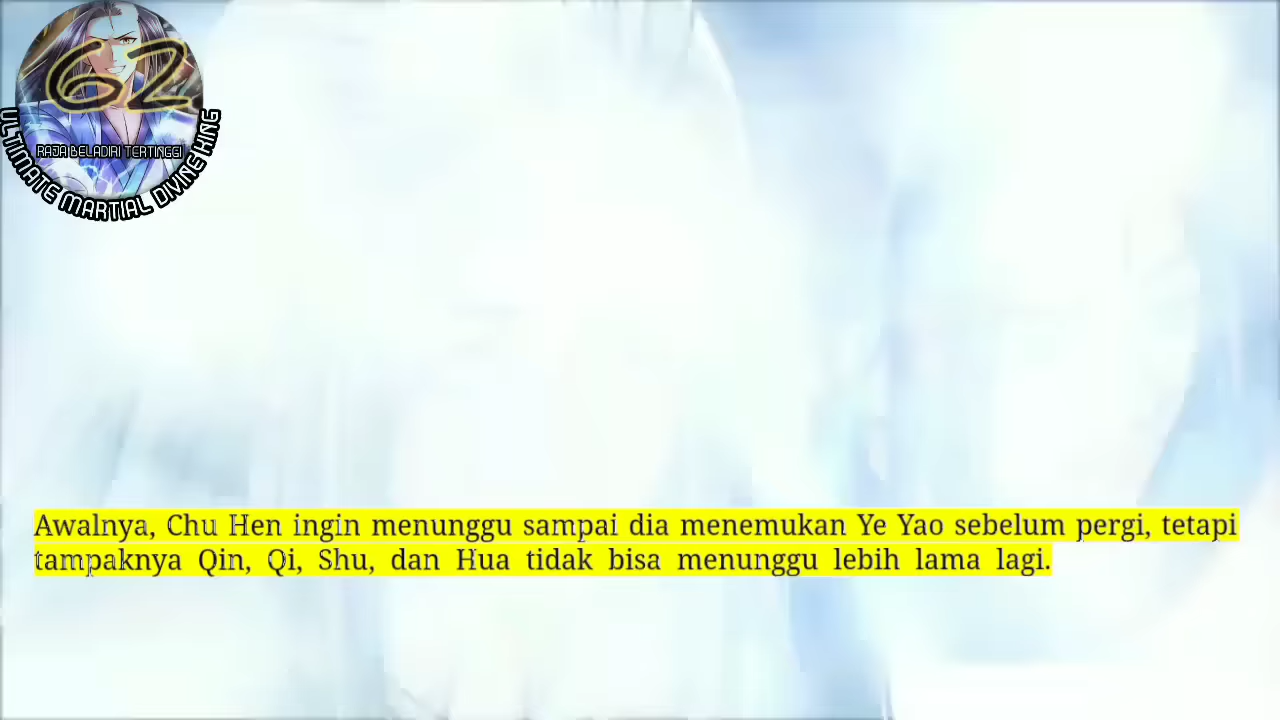 62
RAJA BELADIRI TERTINGGI
ULTIMATE MARTIAL DIVINE KING
Awalnya, Chu Hen ingin menunggu sampai dia menemukan Ye Yao sebelum pergi, tetapi
tampaknya Qin, Qi, Shu, dan Hua tidak bisa menunggu lebih lama lagi.